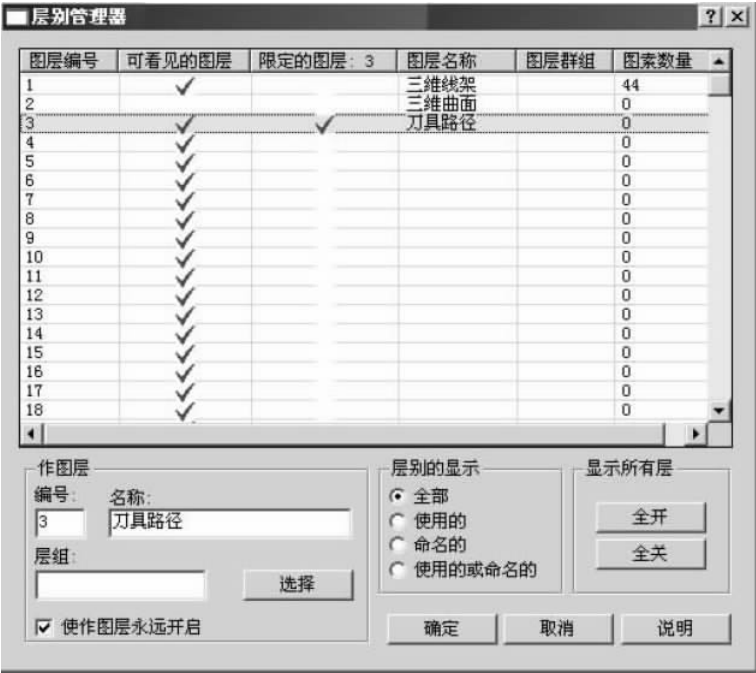 层别管理器
图层编号 可看见的图层 限定的图层: 3 图层名称 图层群组 图素数量
1 三维线架 44
2 三维曲面 0
3 刀具路径 0
4 0
5 0
6 0
7 0
8 0
9 0
10 0
11 0
12 0
13 0
14 0
15 0
16 0
17 0
18 0
作图层 层别的显示 显示所有层
编号: 名称:
3 刀具路径
层组:
选择
使作图层永远开启
全部
使用的
命名的
使用的或命名的
全开
全关
确定 取消 说明